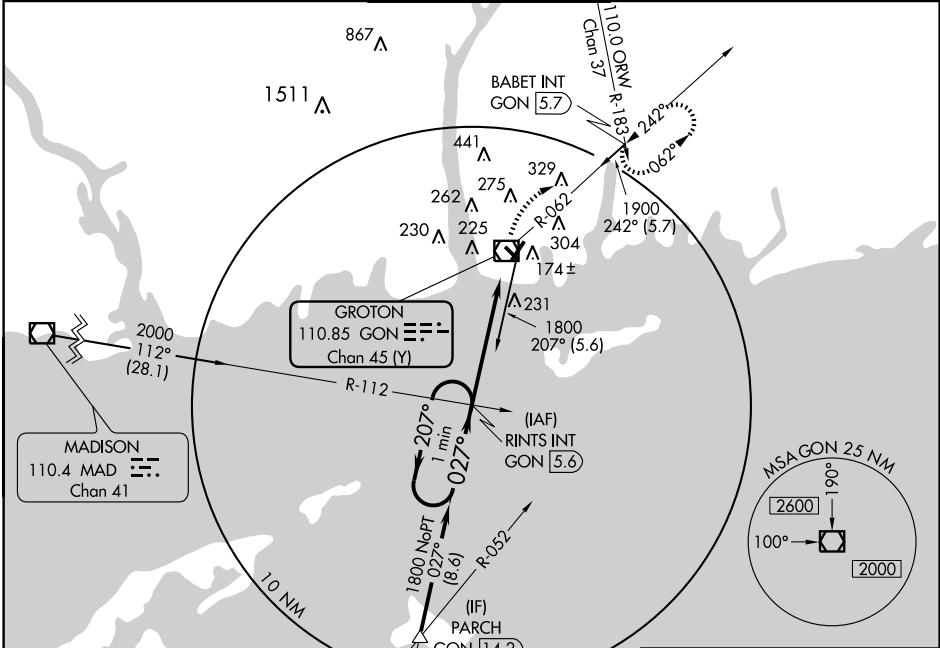 867
1511
110.0 ORW
Chan 37
R-183
BABET INT
GON 5.7
242°
062°
441
329
275
262
R-062
1900
242° (5.7)
230
225
304
174 ±
231
GROTON
110.85 GON
Chan 45 (Y)
1800
207° (5.6)
2000
112°
(28.1)
R-112
(IAF)
RINTS INT
GON 5.6
207°
1 min
027°
MADISON
110.4 MAD
Chan 41
MSA GON 25 NM
190°
2600
100°
2000
1800 NoPT
027°
(8.6)
R-052
10 NM
(IF)
PARCH
GON 14.2